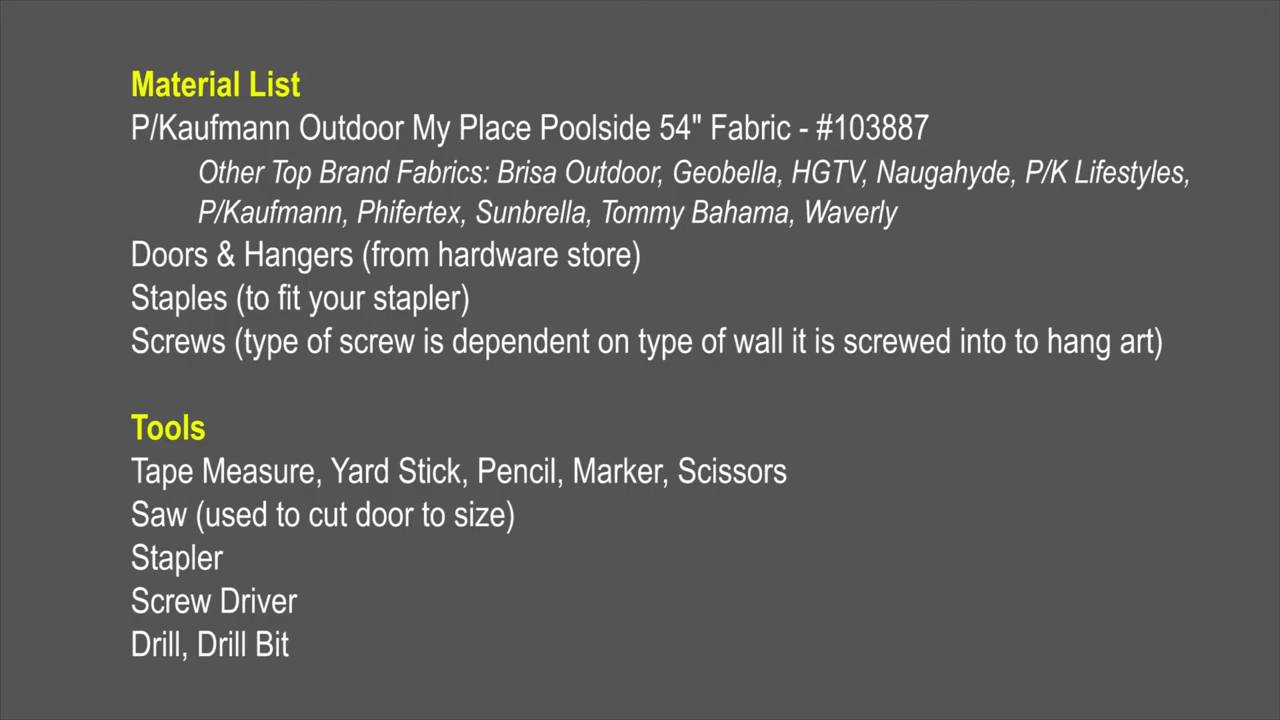 Material List
P/Kaufmann Outdoor My Place Poolside 54" Fabric - #103887
Other Top Brand Fabrics: Brisa Outdoor, Geobella, HGTV, Naugahyde, P/K Lifestyles,
P/Kaufmann, Phifertex, Sunbrella, Tommy Bahama, Waverly
Doors & Hangers (from hardware store)
Staples (to fit your stapler)
Screws (type of screw is dependent on type of wall it is screwed into to hang art)
Tools
Tape Measure, Yard Stick, Pencil, Marker, Scissors
Saw (used to cut door to size)
Stapler
Screw Driver
Drill, Drill Bit